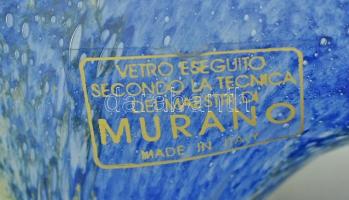 VETRO ESEGUITO
SECONDO LA TECNICA
DEI MAESTRI DI
MURANO
MADE IN ITALY